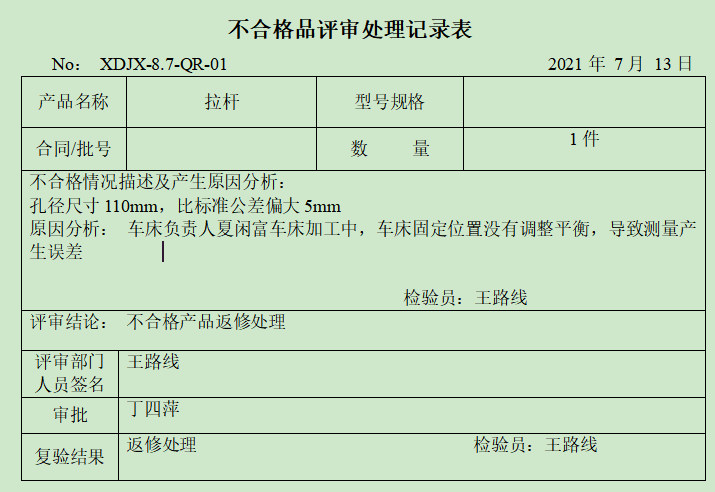 不合格品评审处理记录表
No： XDJX-8.7-QR-01 2021 年 7 月 13 日
产品名称 拉杆 型号规格
合同/批号 数 量 1 件
不合格情况描述及产生原因分析：
孔径尺寸 110mm，比标准公差偏大 5mm
原因分析： 车床负责人夏闲富车床加工中，车床固定位置没有调整平衡，导致测量产
生误差
检验员：王路线
评审结论： 不合格产品返修处理
评审部门
人员签名 王路线
审批 丁四萍
复验结果 返修处理 检验员：王路线